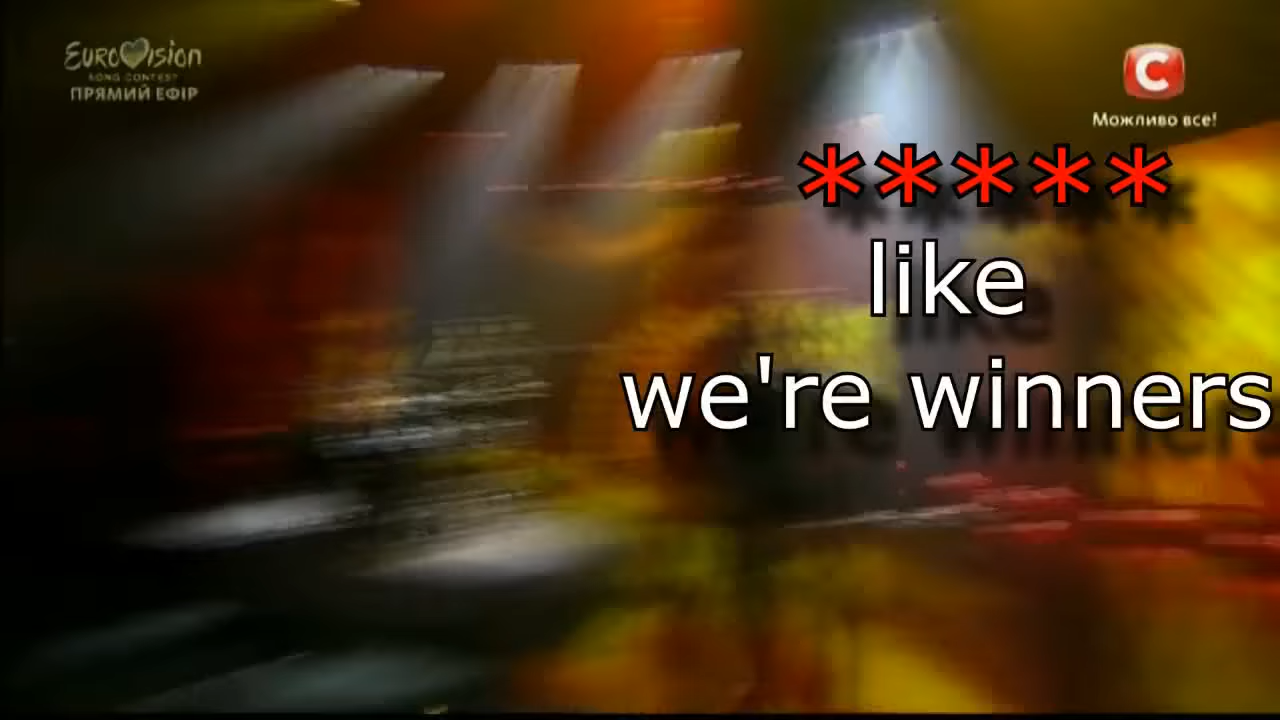 EUROVISION
SONG CONTEST
ПРЯМИЙ ЕФІР
C
Можливо все!
*****
like
we're winners